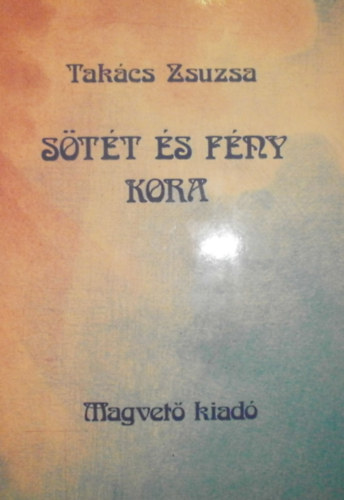 Takács Zsuzsa
SÖTÉT ÉS FÉNY
KORA
Magvető kiadó